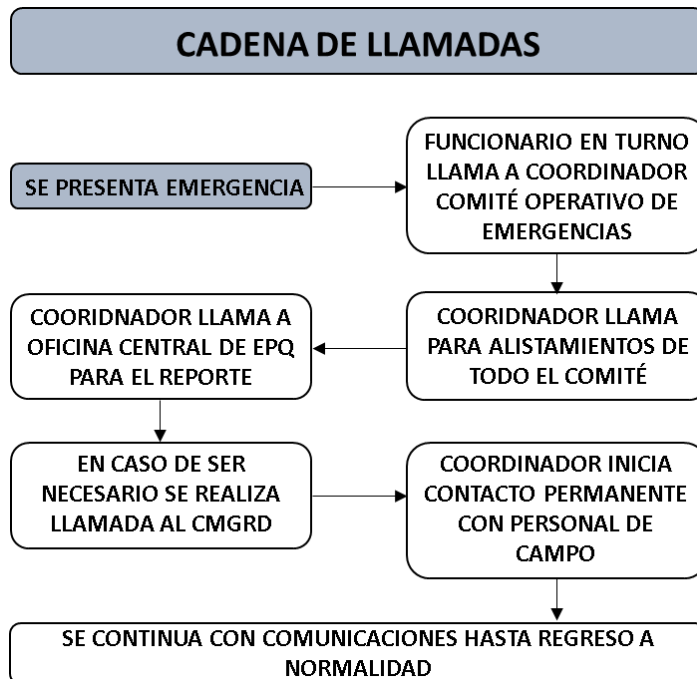 CADENA DE LLAMADAS
SE PRESENTA EMERGENCIA
FUNCIONARIO EN TURNO
LLAMA A COORDINADOR
COMITÉ OPERATIVO DE
EMERGENCIAS
COORIDNADOR LLAMA
PARA ALISTAMIENTOS DE
TODO EL COMITÉ
COORIDNADOR LLAMA A
OFICINA CENTRAL DE EPQ
PARA EL REPORTE
EN CASO DE SER
NECESARIO SE REALIZA
LLAMADA AL CMGRD
COORDINADOR INICIA
CONTACTO PERMANENTE
CON PERSONAL DE
CAMPO
SE CONTINUA CON COMUNICACIONES HASTA REGRESO A
NORMALIDAD